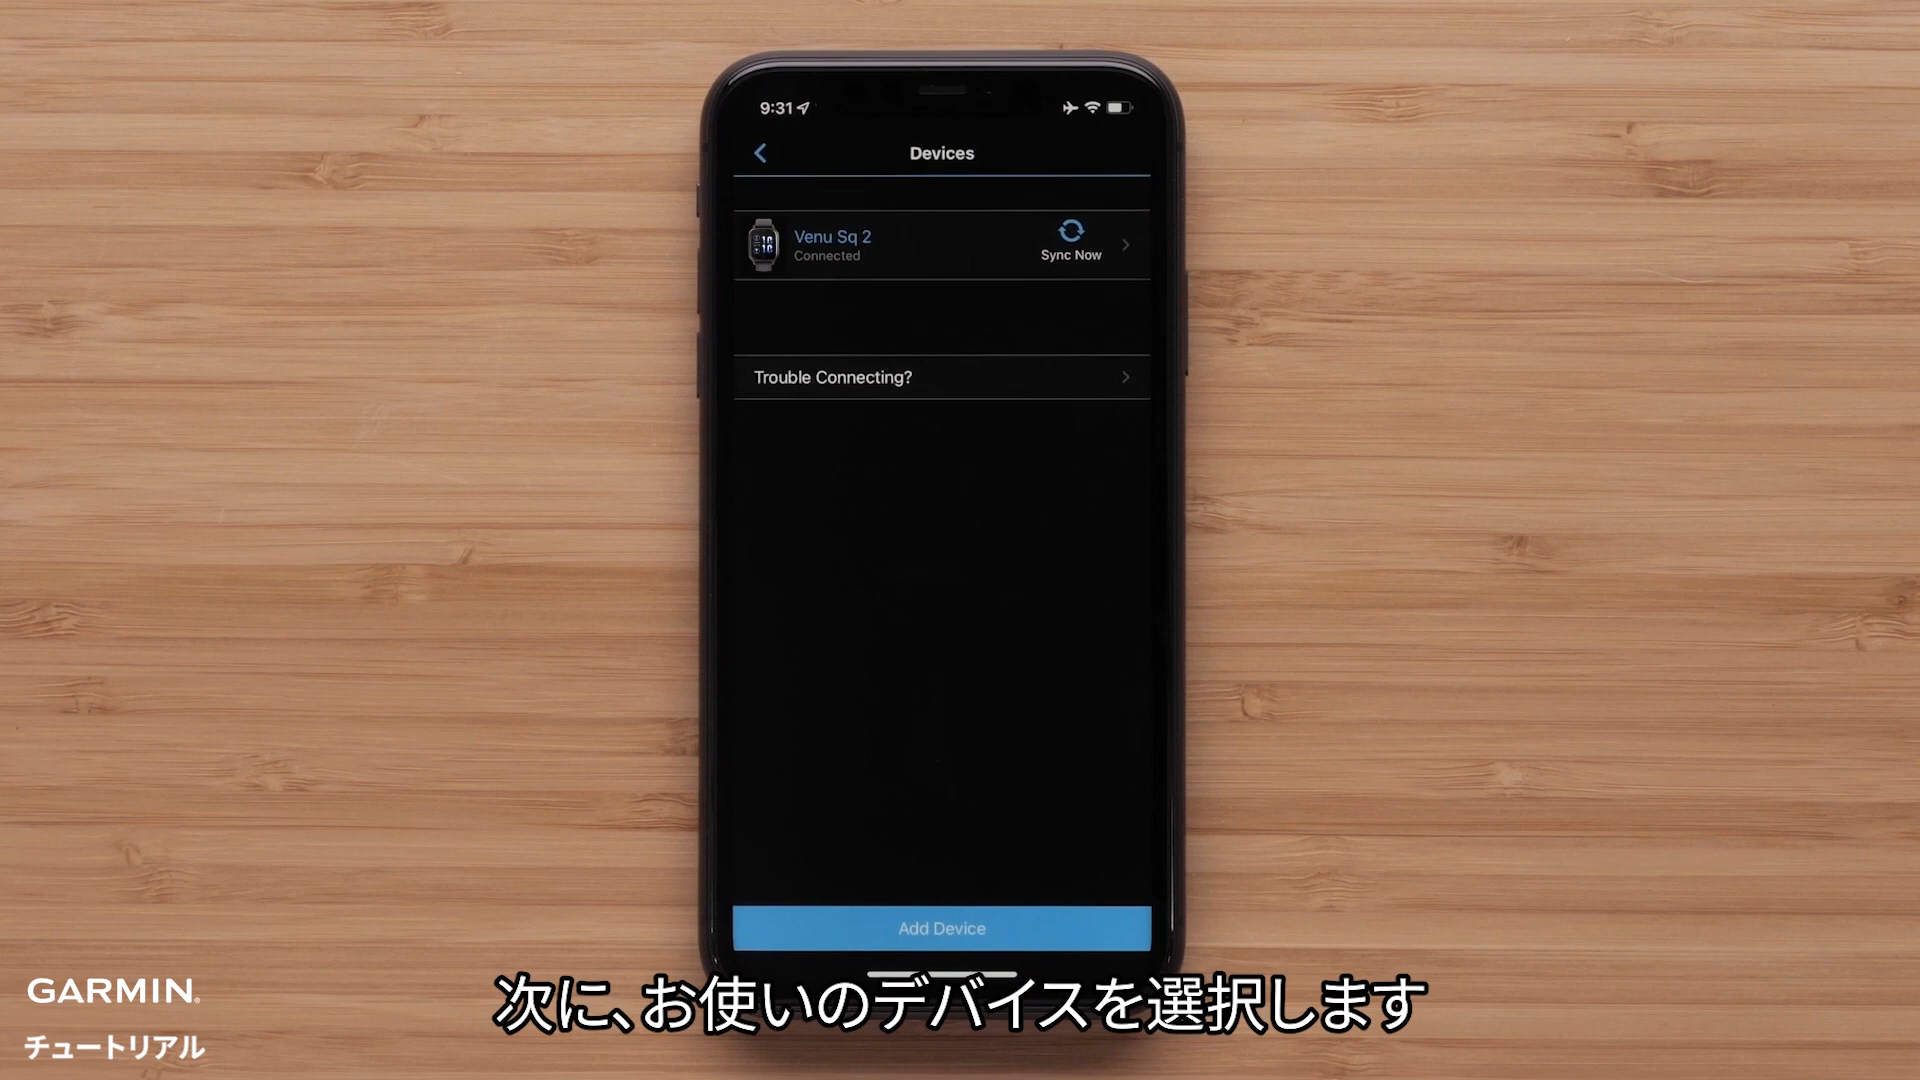 9:31
Devices
Venu Sq 2
Connected
Sync Now
Trouble Connecting?
Add Device
次に、お使いのデバイスを選択します
GARMIN
チュートリアル